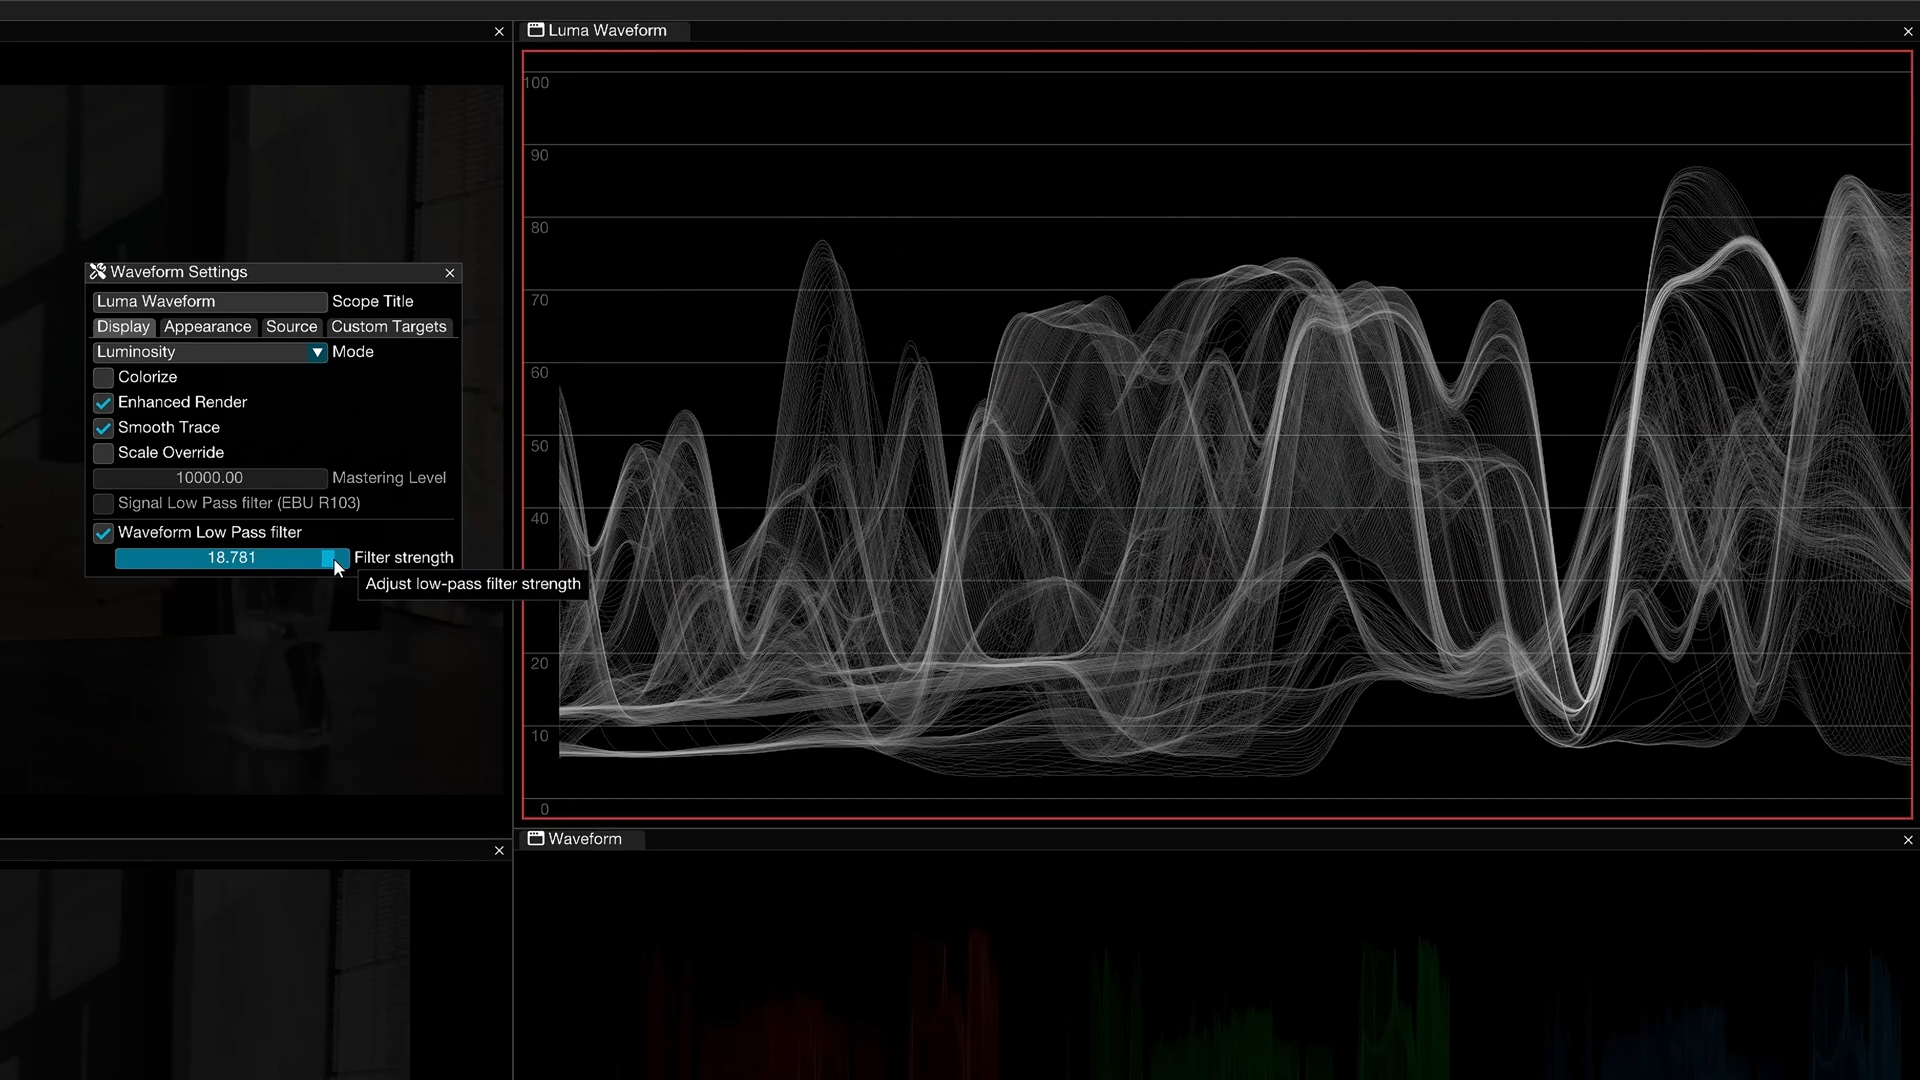 Luma Waveform
100
90
80
70
60
50
40
20
10
0
Waveform Settings
Luma Waveform Scope Title
Display Appearance Source Custom Targets
Luminosity Mode
Colorize
Enhanced Render
Smooth Trace
Scale Override
10000.00 Mastering Level
Signal Low Pass filter (EBU R103)
Waveform Low Pass filter
18.781 Filter strength
Adjust low-pass filter strength
Waveform